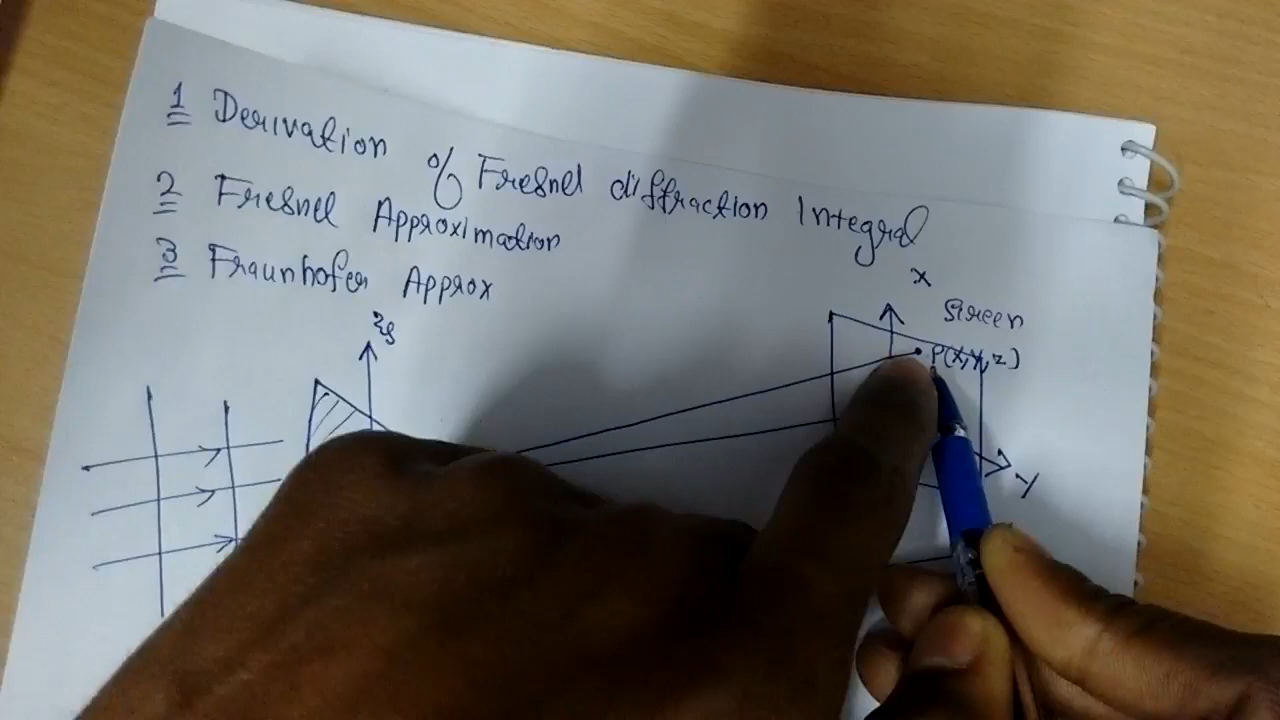 1 Derivation of Fresnel diffraction Integral
2 Fresnel Approximation
3 Fraunhofer Approx
x
Screen
P(x,y,z)
y